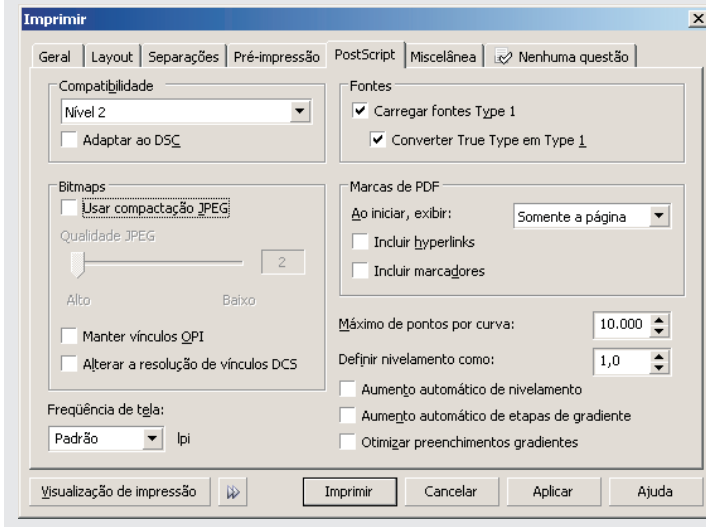 Imprimir
Geral Layout Separações Pré-impressão PostScript Miscelânea Nenhuma questão
Compatibilidade
Nível 2
Adaptar ao DSC
Fontes
Carregar fontes Type 1
Converter True Type em Type 1
Bitmaps
Usar compactação JPEG
Qualidade JPEG
2
Alto Baixo
Manter vínculos OPI
Alterar a resolução de vínculos DCS
Marcas de PDF
Ao iniciar, exibir: Somente a página
Incluir hyperlinks
Incluir marcadores
Máximo de pontos por curva: 10.000
Definir nivelamento como: 1,0
Aumento automático de nivelamento
Aumento automático de etapas de gradiente
Otimizar preenchimentos gradientes
Freqüência de tela:
Padrão lpi
Visualização de impressão Imprimir Cancelar Aplicar Ajuda